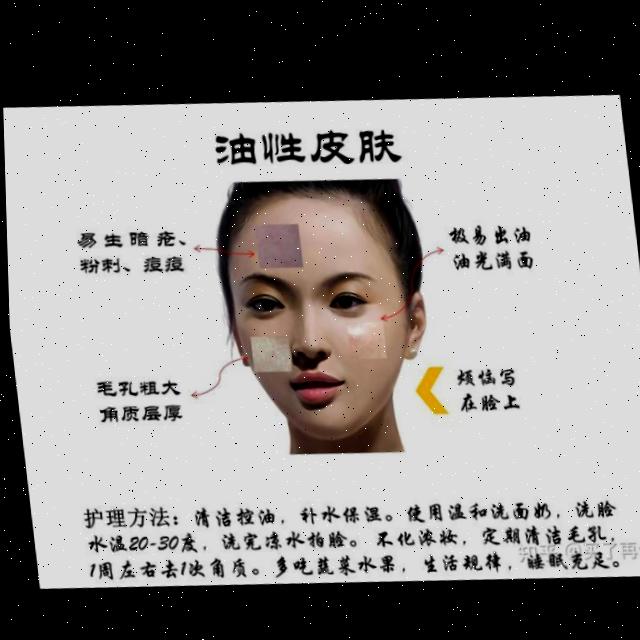 油性皮肤
易生暗疮、
粉刺、痘痘
极易出油
油光满面
毛孔粗大
角质层厚
烦恼写
在脸上
护理方法：清洁控油，补水保湿。使用温和洗面奶，洗脸
水温20-30度，洗完凉水拍脸。不化浓妆，定期清洁毛孔，
1周左右去1次角质。多吃蔬菜水果，生活规律，睡眠充足。
知乎